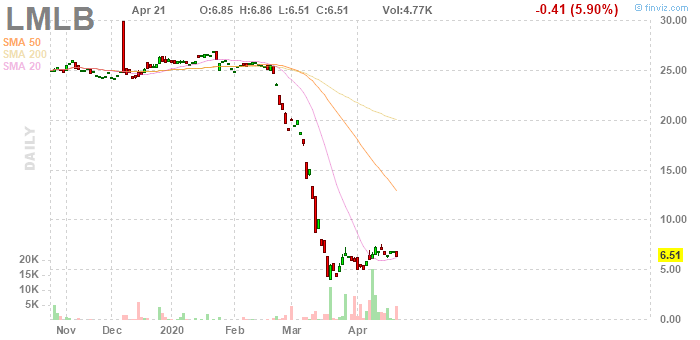 LMLB Apr 21 O:6.85 H:6.86 L:6.51 C:6.51 Vol:4.77K -0.41 (5.90%) © finviz.com
SMA 50
SMA 200
SMA 20
DAILY
30.00
25.00
20.00
15.00
10.00
6.51
5.00
0.00
20K
15K
10K
5K
Nov Dec 2020 Feb Mar Apr